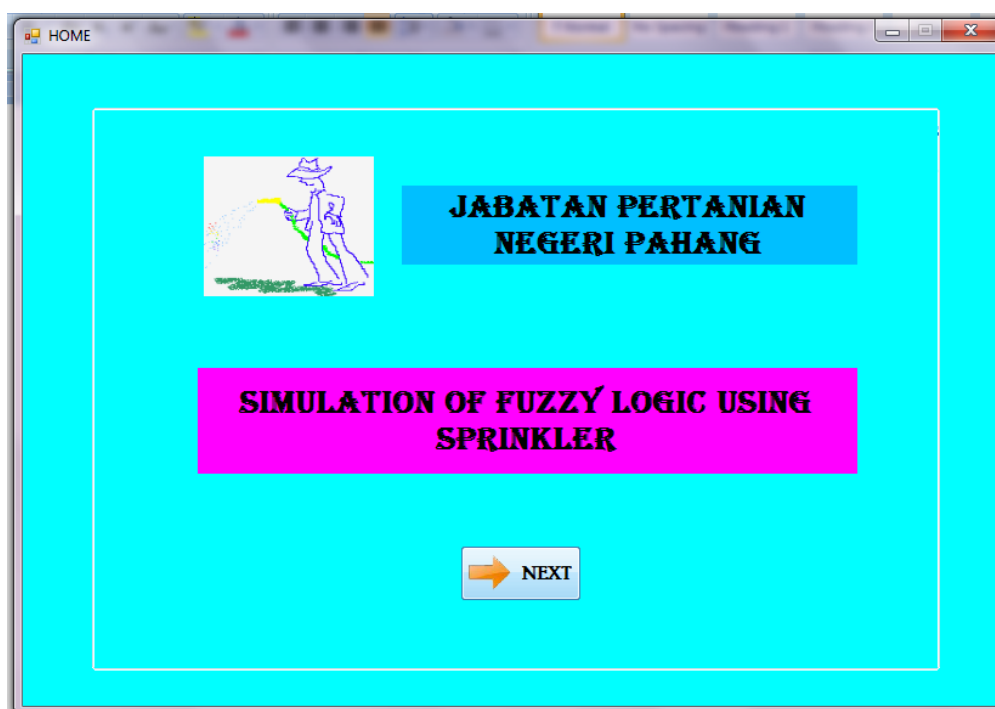 HOME
JABATAN PERTANIAN
NEGERI PAHANG
SIMULATION OF FUZZY LOGIC USING
SPRINKLER
NEXT